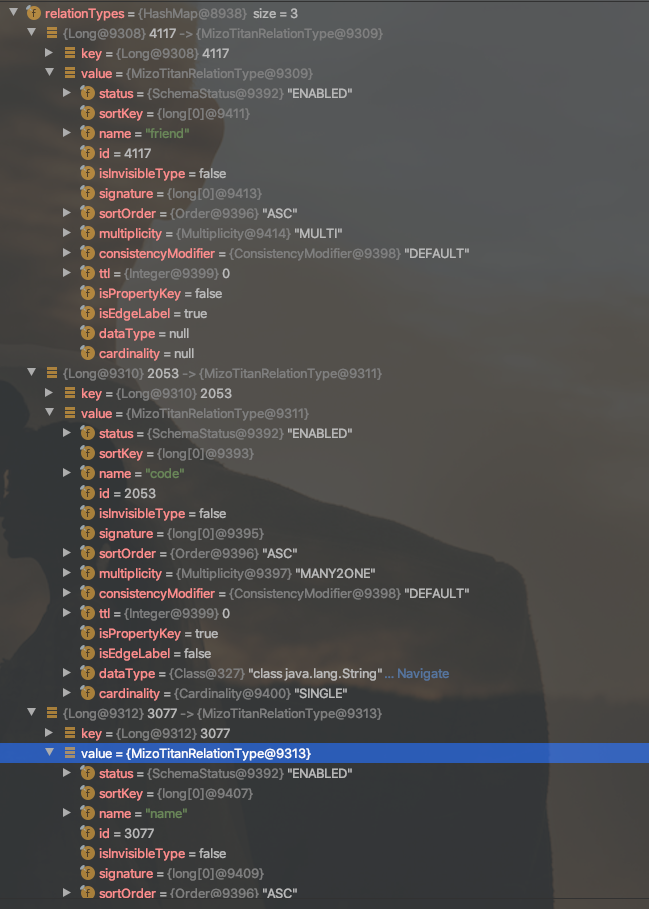 relationTypes = {HashMap@8938} size = 3
{Long@9308} 4117 -> {MizoTitanRelationType@9309}
key = {Long@9308} 4117
value = {MizoTitanRelationType@9309}
status = {SchemaStatus@9392} "ENABLED"
sortKey = {long[0]@9411}
name = "friend"
id = 4117
isInvisibleType = false
signature = {long[0]@9413}
sortOrder = {Order@9396} "ASC"
multiplicity = {Multiplicity@9414} "MULTI"
consistencyModifier = {ConsistencyModifier@9398} "DEFAULT"
ttl = {Integer@9399} 0
isPropertyKey = false
isEdgeLabel = true
dataType = null
cardinality = null
{Long@9310} 2053 -> {MizoTitanRelationType@9311}
key = {Long@9310} 2053
value = {MizoTitanRelationType@9311}
status = {SchemaStatus@9392} "ENABLED"
sortKey = {long[0]@9393}
name = "code"
id = 2053
isInvisibleType = false
signature = {long[0]@9395}
sortOrder = {Order@9396} "ASC"
multiplicity = {Multiplicity@9397} "MANY2ONE"
consistencyModifier = {ConsistencyModifier@9398} "DEFAULT"
ttl = {Integer@9399} 0
isPropertyKey = true
isEdgeLabel = false
dataType = {Class@327} "class java.lang.String" ... Navigate
cardinality = {Cardinality@9400} "SINGLE"
{Long@9312} 3077 -> {MizoTitanRelationType@9313}
key = {Long@9312} 3077
value = {MizoTitanRelationType@9313}
status = {SchemaStatus@9392} "ENABLED"
sortKey = {long[0]@9407}
name = "name"
id = 3077
isInvisibleType = false
signature = {long[0]@9409}
sortOrder = {Order@9396} "ASC"